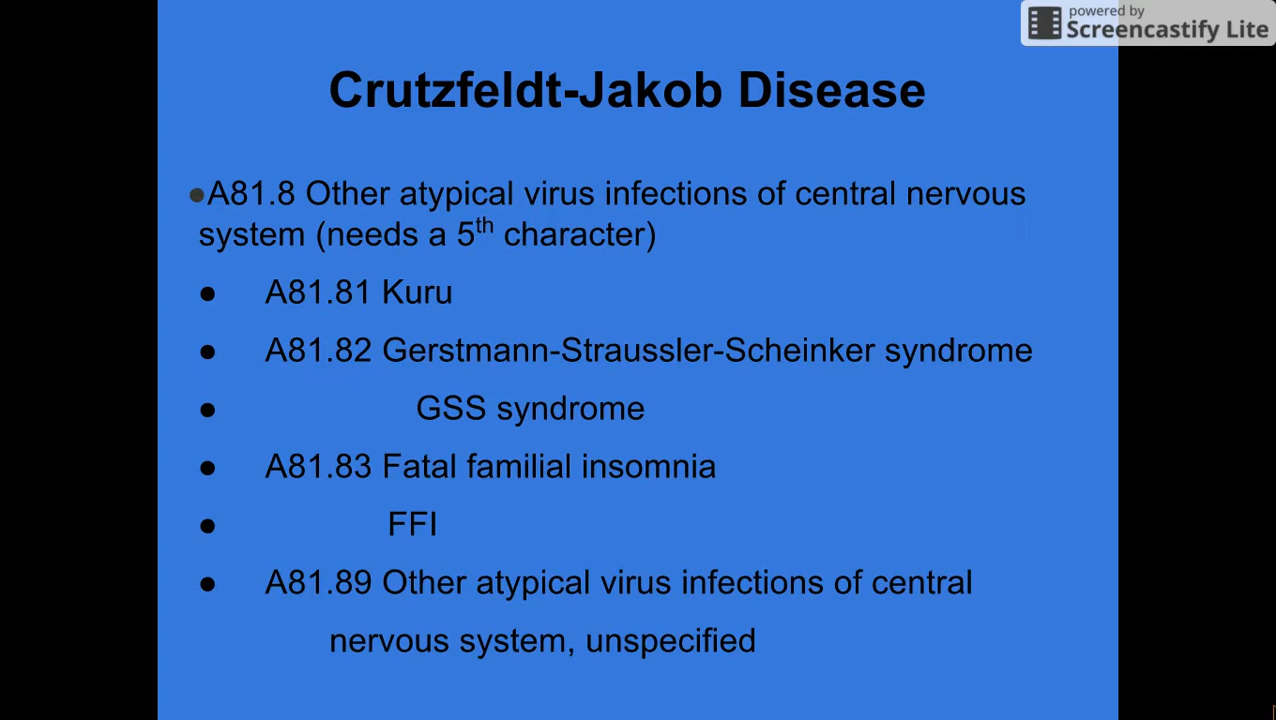 powered by
Screencastify Lite
Crutzfeldt-Jakob Disease
●A81.8 Other atypical virus infections of central nervous
system (needs a 5th character)
● A81.81 Kuru
● A81.82 Gerstmann-Straussler-Scheinker syndrome
● GSS syndrome
● A81.83 Fatal familial insomnia
● FFI
● A81.89 Other atypical virus infections of central
nervous system, unspecified